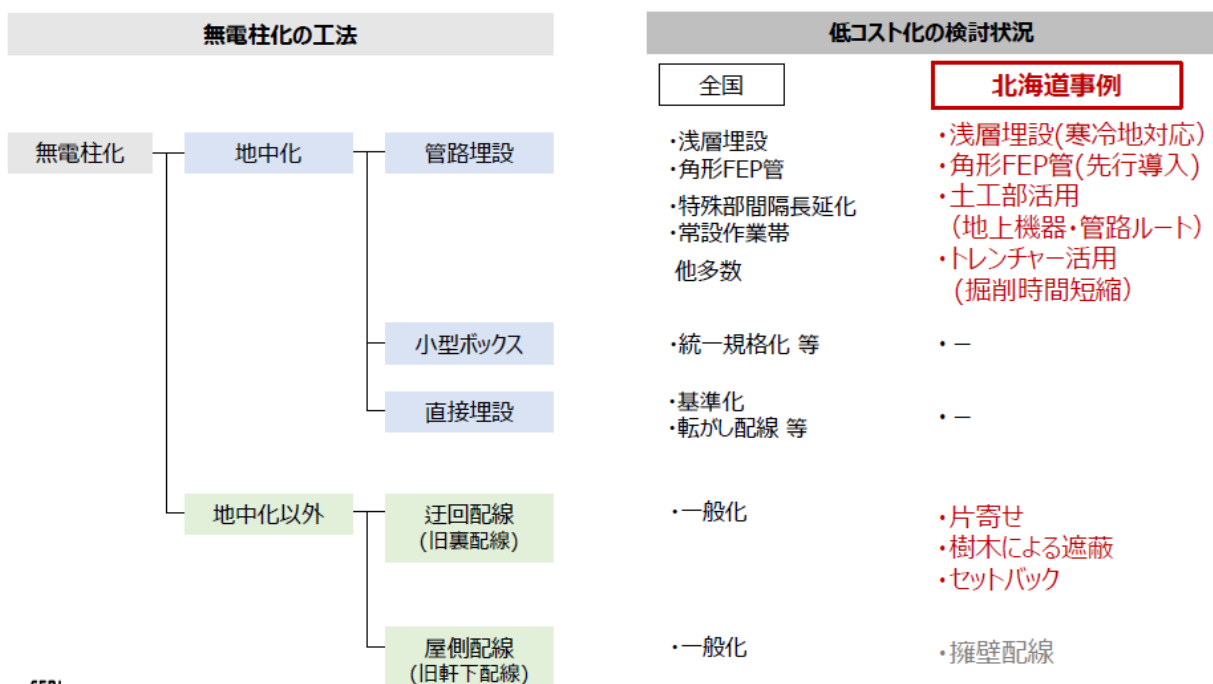 無電柱化の工法
低コスト化の検討状況
全国
北海道事例
無電柱化
地中化
管路埋設
・浅層埋設
・角形FEP管
・特殊部間隔長延化
・常設作業帯
他多数
・浅層埋設(寒冷地対応)
・角形FEP管(先行導入)
・土工部活用
(地上機器・管路ルート)
・トレンチャー活用
(掘削時間短縮)
小型ボックス
・統一規格化 等
・－
直接埋設
・基準化
・転がし配線 等
・－
地中化以外
迂回配線
(旧裏配線)
・一般化
・片寄せ
・樹木による遮蔽
・セットバック
屋側配線
(旧軒下配線)
・一般化
・擁壁配線